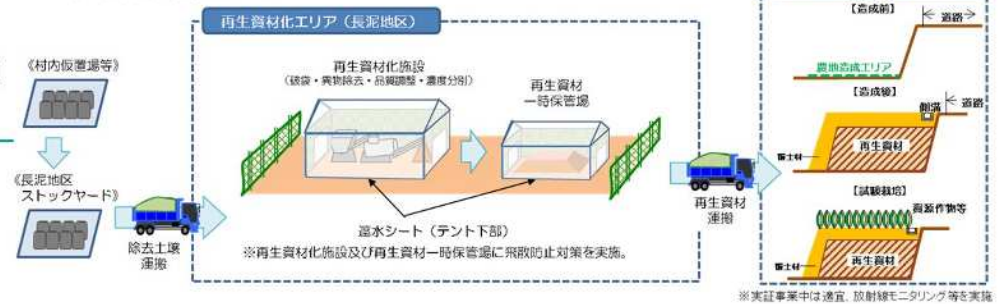 再生資材化エリア（長泥地区）
《村内仮置場等》
《長泥地区
ストックヤード》
除去土壌
運搬
再生資材化施設
（破袋・異物除去・品質調整・濃度分別）
再生資材
一時保管場
遮水シート（テント下部）
※再生資材化施設及び再生資材一時保管場に飛散防止対策を実施。
再生資材
運搬
【造成前】
道路
農地造成エリア
【造成後】
側溝
道路
覆土材
再生資材
【試験栽培】
資源作物等
覆土材
再生資材
※実証事業中は適宜、放射線モニタリング等を実施